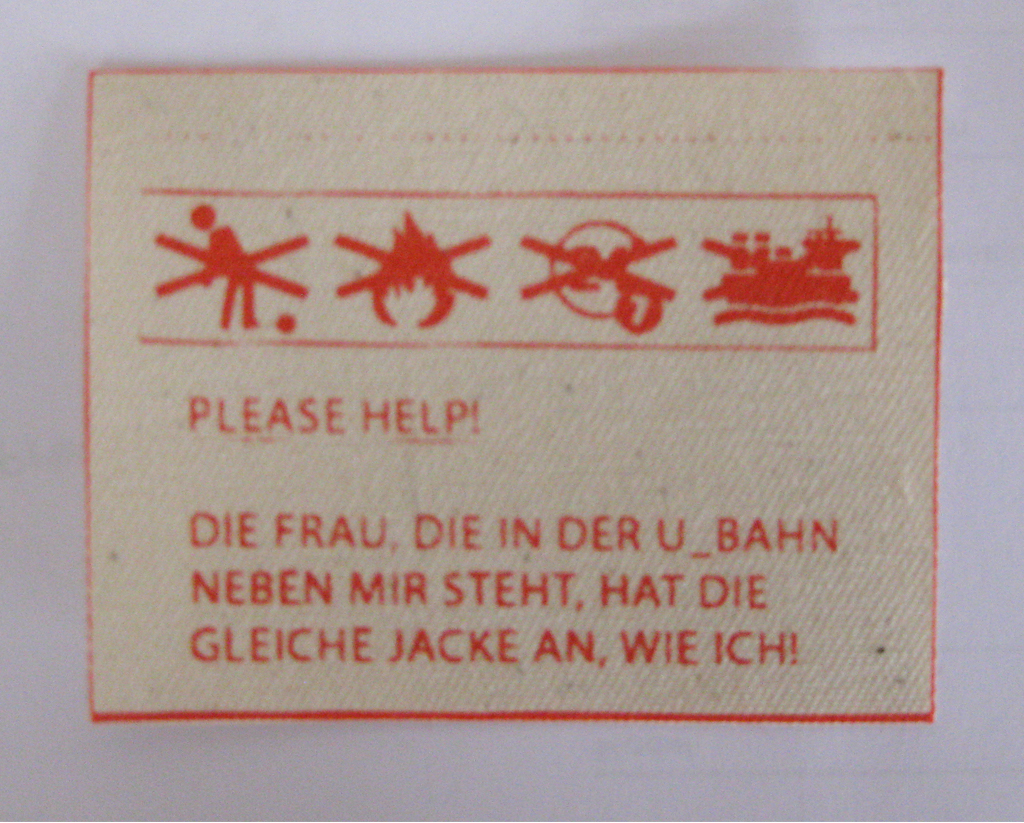 PLEASE HELP!
DIE FRAU, DIE IN DER U_BAHN
NEBEN MIR STEHT, HAT DIE
GLEICHE JACKE AN, WIE ICH!